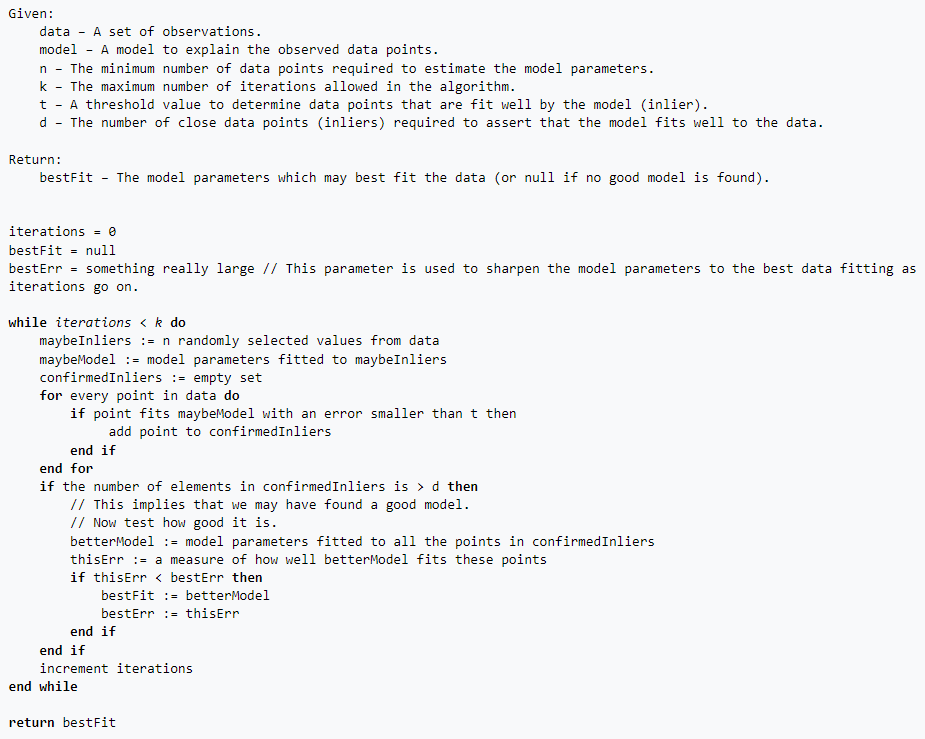 Given:
data – A set of observations.
model – A model to explain the observed data points.
n – The minimum number of data points required to estimate the model parameters.
k – The maximum number of iterations allowed in the algorithm.
t – A threshold value to determine data points that are fit well by the model (inlier).
d – The number of close data points (inliers) required to assert that the model fits well to the data.
Return:
bestFit – The model parameters which may best fit the data (or null if no good model is found).
iterations = 0
bestFit = null
bestErr = something really large // This parameter is used to sharpen the model parameters to the best data fitting as
iterations go on.
while iterations < k do
maybeInliers := n randomly selected values from data
maybeModel := model parameters fitted to maybeInliers
confirmedInliers := empty set
for every point in data do
if point fits maybeModel with an error smaller than t then
add point to confirmedInliers
end if
end for
if the number of elements in confirmedInliers is > d then
// This implies that we may have found a good model.
// Now test how good it is.
betterModel := model parameters fitted to all the points in confirmedInliers
thisErr := a measure of how well betterModel fits these points
if thisErr < bestErr then
bestFit := betterModel
bestErr := thisErr
end if
end if
increment iterations
end while
return bestFit